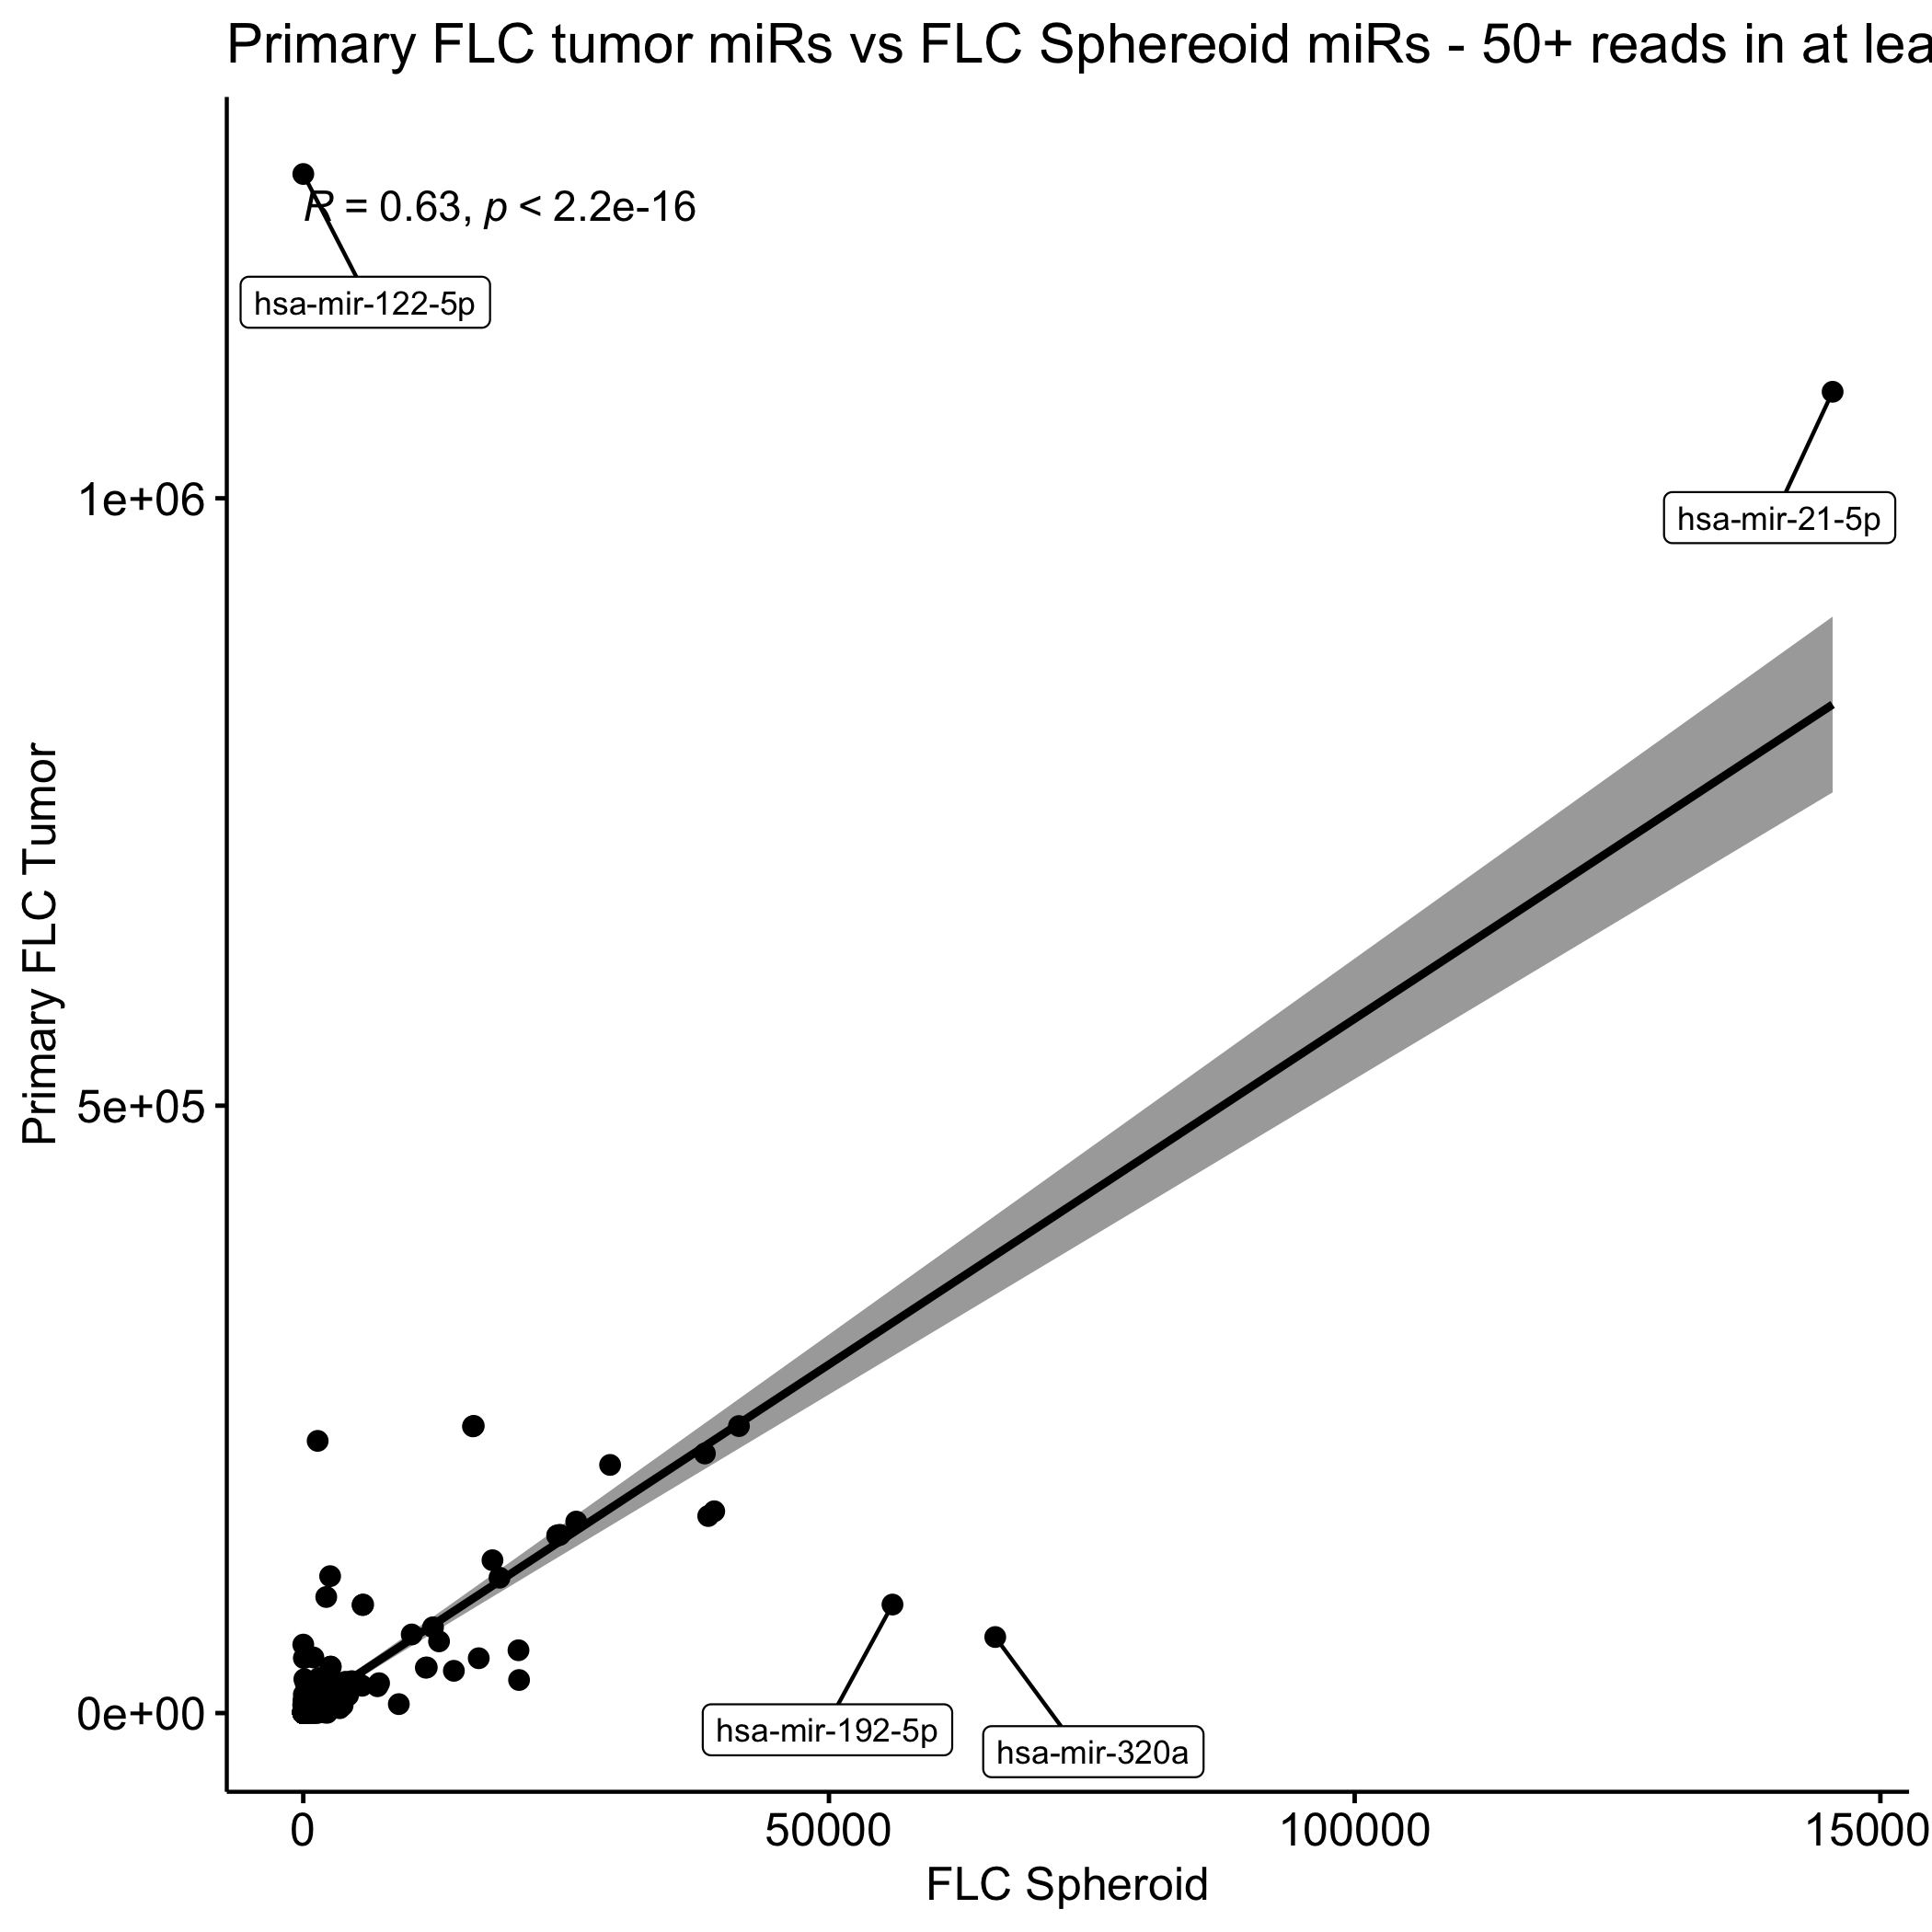 Primary FLC tumor miRs vs FLC Sphereoid miRs - 50+ reads in at lea
R = 0.63, p < 2.2e-16
hsa-mir-122-5p
1e+06
hsa-mir-21-5p
Primary FLC Tumor
5e+05
0e+00
hsa-mir-192-5p
hsa-mir-320a
0 50000 100000 15000
FLC Spheroid